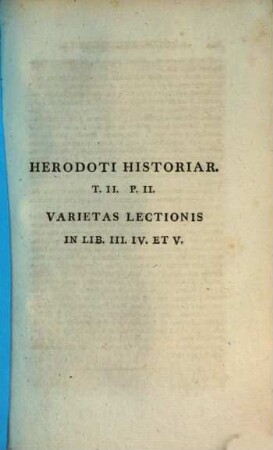 HERODOTI HISTORIAR.
T. II. P. II.
VARIETAS LECTIONIS
IN LIB. III. IV. ET V.